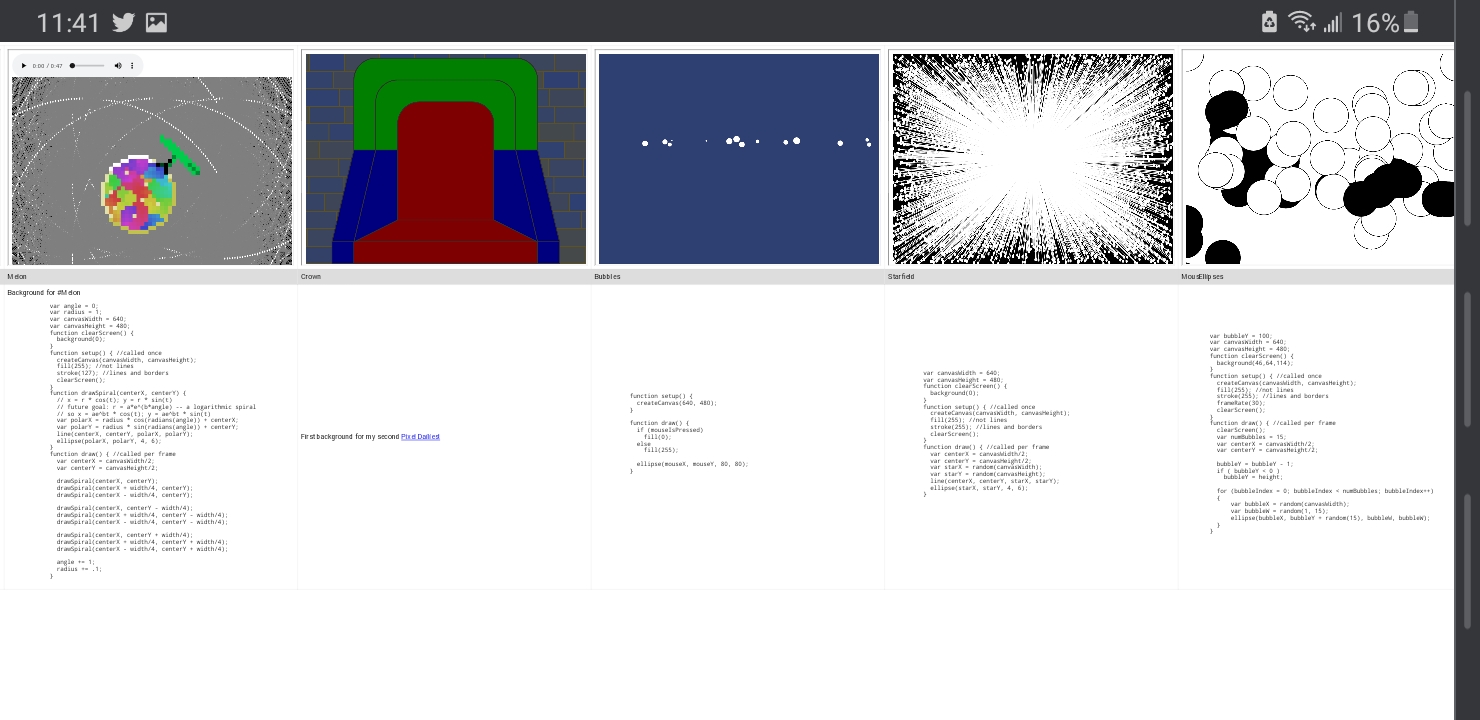 11:41
16%
0:00 / 0:47
Melon
Crown
Bubbles
Starfield
MousEllipses
Background for #Melon
var angle = 0;
var radius = 1;
var canvasWidth = 640;
var canvasHeight = 480;
function clearScreen() {
background(0);
}
function setup() { //called once
createCanvas(canvasWidth, canvasHeight);
fill(255); //not lines
stroke(127); //lines and borders
clearScreen();
}
function drawSpiral(centerX, centerY) {
// x = r * cos(t); y = r * sin(t)
// future goal: r = a*e^(b*angle) -- a logarithmic spiral
// so x = ae^bt * cos(t); y = ae^bt * sin(t)
var polarX = radius * cos(radians(angle)) + centerX;
var polarY = radius * sin(radians(angle)) + centerY;
line(centerX, centerY, polarX, polarY);
ellipse(polarX, polarY, 4, 6);
}
function draw() { //called per frame
var centerX = canvasWidth/2;
var centerY = canvasHeight/2;
drawSpiral(centerX, centerY);
drawSpiral(centerX + width/4, centerY);
drawSpiral(centerX - width/4, centerY);
drawSpiral(centerX, centerY - width/4);
drawSpiral(centerX + width/4, centerY - width/4);
drawSpiral(centerX - width/4, centerY - width/4);
drawSpiral(centerX, centerY + width/4);
drawSpiral(centerX + width/4, centerY + width/4);
drawSpiral(centerX - width/4, centerY + width/4);
angle += 1;
radius += .1;
}
First background for my second Pixel Dailies!
function setup() {
createCanvas(640, 480);
}
function draw() {
if (mouseIsPressed)
fill(0);
else
fill(255);
ellipse(mouseX, mouseY, 80, 80);
}
var canvasWidth = 640;
var canvasHeight = 480;
function clearScreen() {
background(0);
}
function setup() { //called once
createCanvas(canvasWidth, canvasHeight);
fill(255); //not lines
stroke(255); //lines and borders
clearScreen();
}
function draw() { //called per frame
var centerX = canvasWidth/2;
var centerY = canvasHeight/2;
var starX = random(canvasWidth);
var starY = random(canvasHeight);
line(centerX, centerY, starX, starY);
ellipse(starX, starY, 4, 6);
}
var bubbleY = 100;
var canvasWidth = 640;
var canvasHeight = 480;
function clearScreen() {
background(46,64,114);
}
function setup() { //called once
createCanvas(canvasWidth, canvasHeight);
fill(255); //not lines
stroke(255); //lines and borders
frameRate(30);
clearScreen();
}
function draw() { //called per frame
clearScreen();
var numBubbles = 15;
var centerX = canvasWidth/2;
var centerY = canvasHeight/2;
bubbleY = bubbleY - 1;
if ( bubbleY < 0 )
bubbleY = height;
for (bubbleIndex = 0; bubbleIndex < numBubbles; bubbleIndex++)
{
var bubbleX = random(canvasWidth);
var bubbleW = random(1, 15);
ellipse(bubbleX, bubbleY + random(15), bubbleW, bubbleW);
}
}